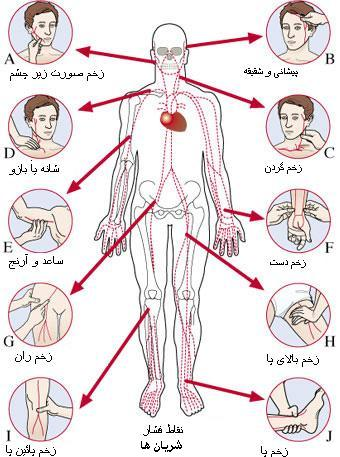 A
زخم صورت زیر چشم
B
پیشانی و شقیقه
D
شانه یا بازو
C
زخم گردن
E
ساعد و آرنج
F
زخم دست
G
زخم ران
H
زخم بالای پا
I
زخم پائین پا
نقاط فشار
شریان ها
J
زخم پا